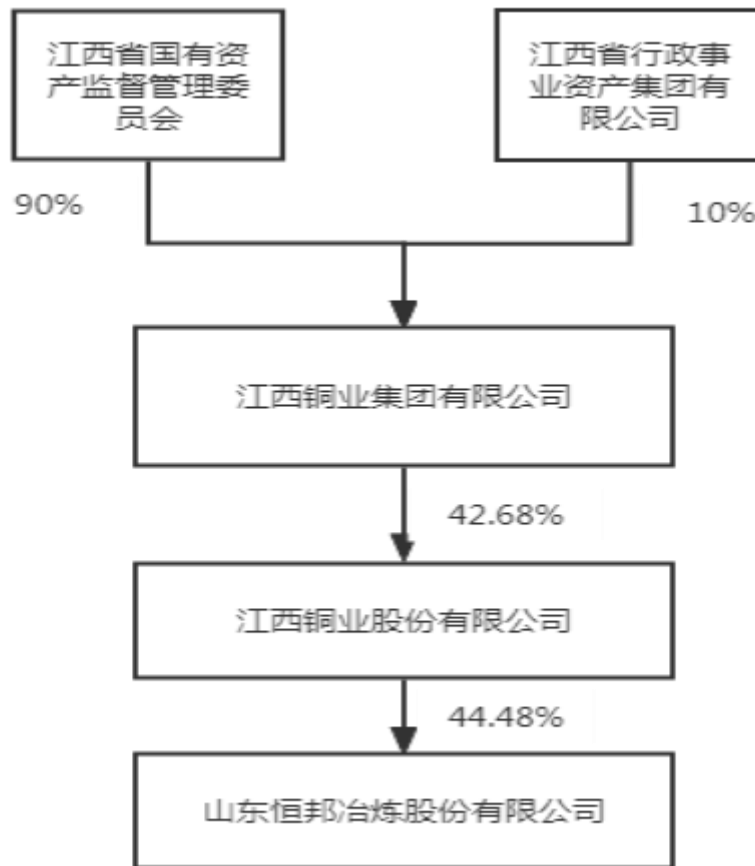 江西省国有资
产监督管理委
员会
江西省行政事
业资产集团有
限公司
90%
10%
江西铜业集团有限公司
42.68%
江西铜业股份有限公司
44.48%
山东恒邦冶炼股份有限公司